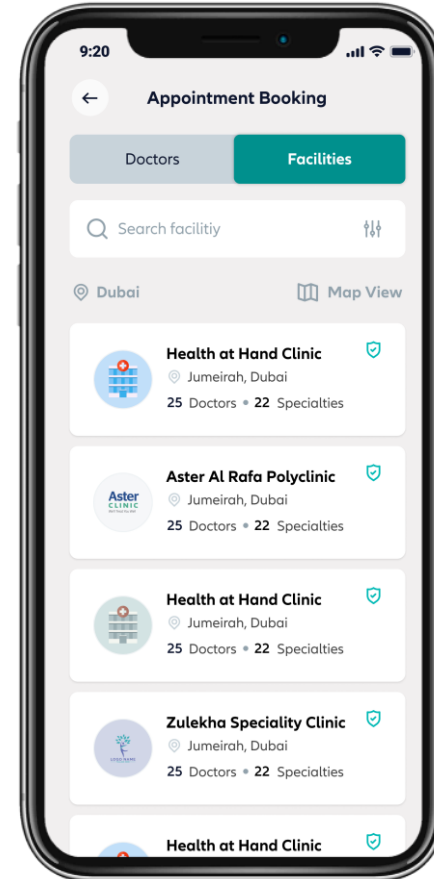 9:20
Appointment Booking
Doctors
Facilities
Search facilitiy
Dubai
Map View
Health at Hand Clinic
Jumeirah, Dubai
25 Doctors • 22 Specialties
Aster
CLINIC
Aster Al Rafa Polyclinic
Jumeirah, Dubai
25 Doctors • 22 Specialties
Health at Hand Clinic
Jumeirah, Dubai
25 Doctors • 22 Specialties
LOGO NAME
Zulekha Speciality Clinic
Jumeirah, Dubai
25 Doctors • 22 Specialties
Health at Hand Clinic